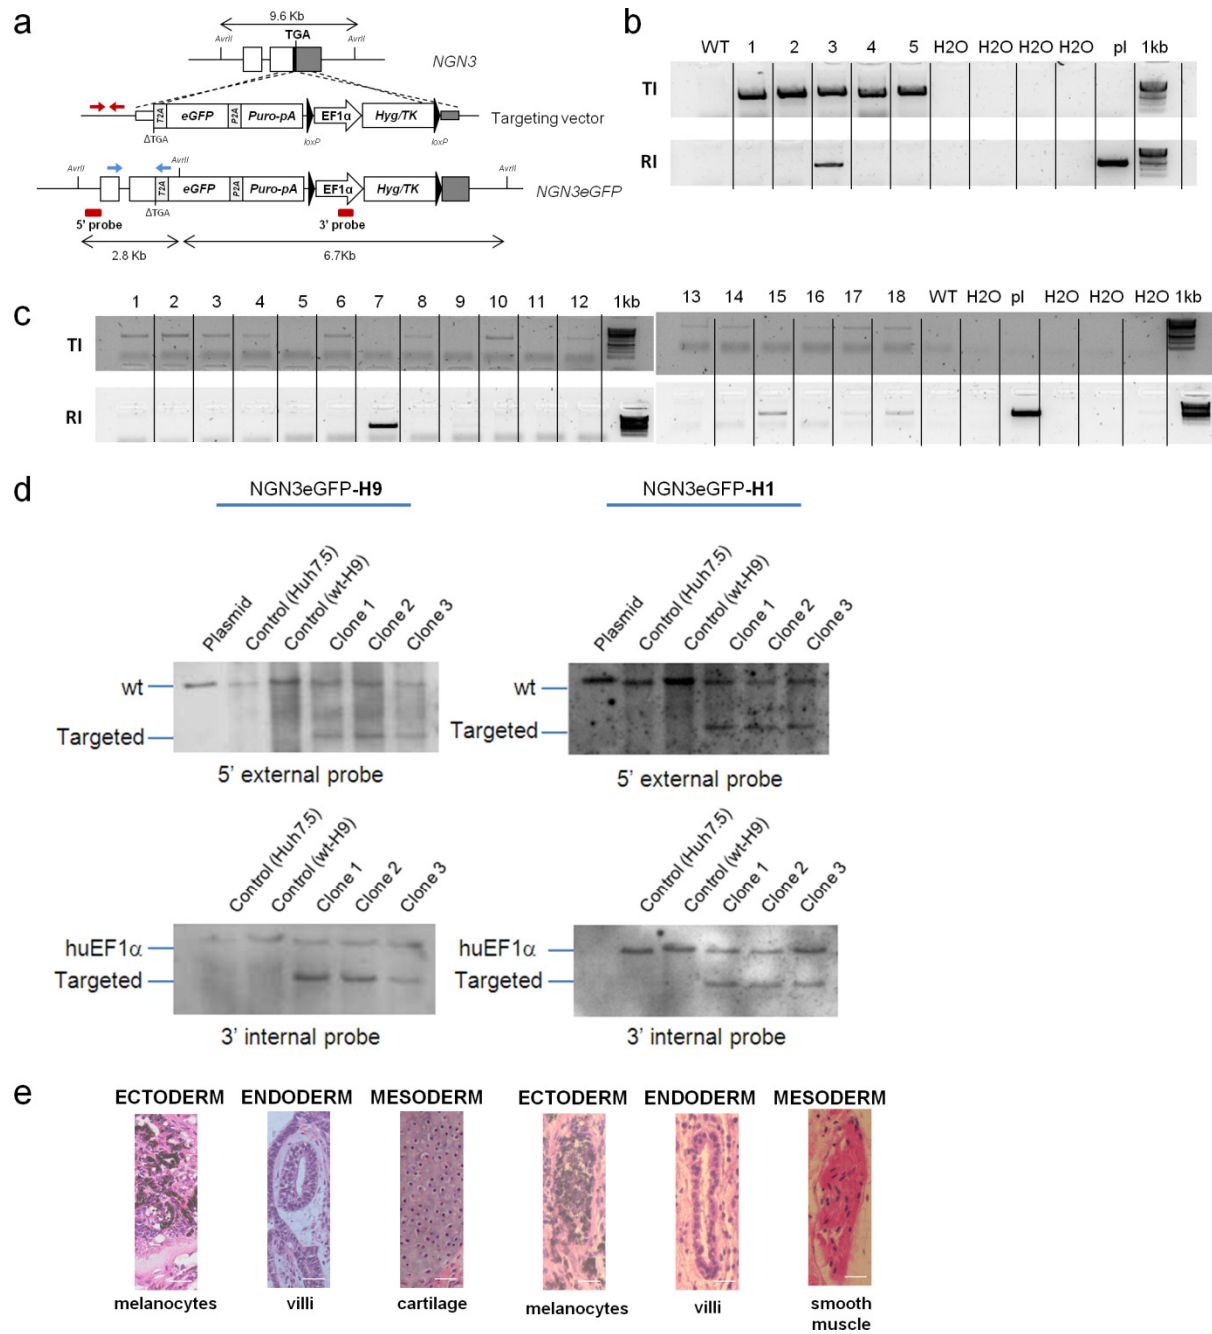 a
9.6 Kb
AvrII
TGA
AvrII
NGN3
T2A
eGFP
P2A
Puro-pA
EF1α
Hyg/TK
Targeting vector
ΔTGA
loxP
loxP
AvrII
AvrII
AvrII
T2A
eGFP
P2A
Puro-pA
EF1α
Hyg/TK
NGN3eGFP
ΔTGA
5' probe
3' probe
2.8 Kb
6.7Kb
b
WT 1 2 3 4 5 H2O H2O H2O H2O pl 1kb
TI
RI
c
1 2 3 4 5 6 7 8 9 10 11 12 1kb
13 14 15 16 17 18 WT H2O pl H2O H2O H2O 1kb
TI
RI
d
NGN3eGFP-H9
NGN3eGFP-H1
Plasmid
Control (Huh7.5)
Control (wt-H9)
Clone 1
Clone 2
Clone 3
wt
Targeted
5' external probe
Plasmid
Control (Huh7.5)
Control (wt-H9)
Clone 1
Clone 2
Clone 3
wt
Targeted
5' external probe
Control (Huh7.5)
Control (wt-H9)
Clone 1
Clone 2
Clone 3
huEF1α
Targeted
3' internal probe
Control (Huh7.5)
Control (wt-H9)
Clone 1
Clone 2
Clone 3
huEF1α
Targeted
3' internal probe
e
ECTODERM ENDODERM MESODERM ECTODERM ENDODERM MESODERM
melanocytes villi cartilage melanocytes villi smooth
muscle